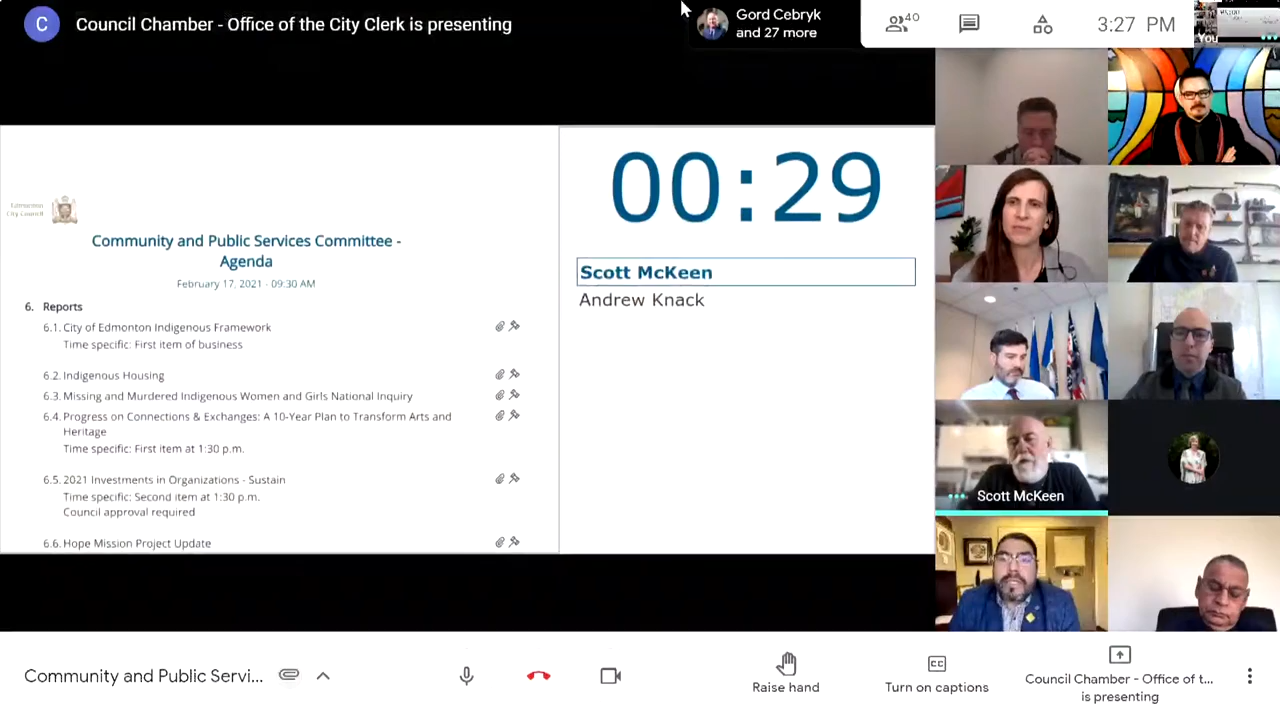 C
Council Chamber - Office of the City Clerk is presenting
Gord Cebryk
and 27 more
40
3:27 PM
You
Edmonton
City Council
Community and Public Services Committee -
Agenda
February 17, 2021 - 09:30 AM
6. Reports
6.1. City of Edmonton Indigenous Framework
Time specific: First item of business
6.2. Indigenous Housing
6.3. Missing and Murdered Indigenous Women and Girls National Inquiry
6.4. Progress on Connections & Exchanges: A 10-Year Plan to Transform Arts and
Heritage
Time specific: First item at 1:30 p.m.
6.5. 2021 Investments in Organizations - Sustain
Time specific: Second item at 1:30 p.m.
Council approval required
6.6. Hope Mission Project Update
00:29
Scott McKeen
Andrew Knack
Scott McKeen
Community and Public Servi...
Raise hand
CC
Turn on captions
Council Chamber - Office of t...
is presenting